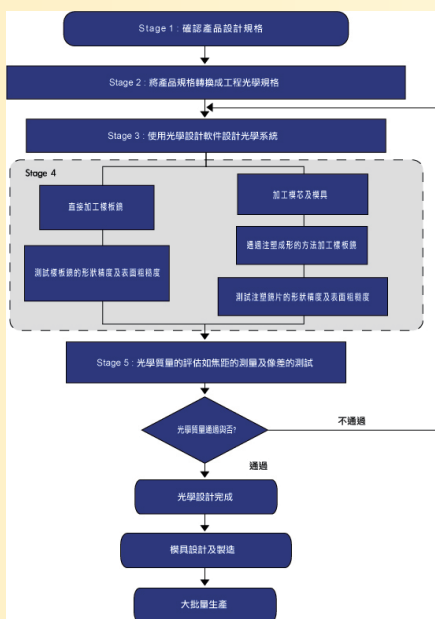 Stage 1 : 確認產品設計規格
Stage 2 : 將產品規格轉換成工程光學規格
Stage 3 : 使用光學設計軟件設計光學系統
Stage 4
直接加工樣板鏡
測試樣板鏡的形狀精度及表面粗糙度
加工模芯及模具
通過注塑成形的方法加工樣板鏡
測試注塑鏡片的形狀精度及表面粗糙度
Stage 5 : 光學質量的評估如焦距的測量及像差的測試
光學質量通過與否?
不通過
通過
光學設計完成
模具設計及製造
大批量生產